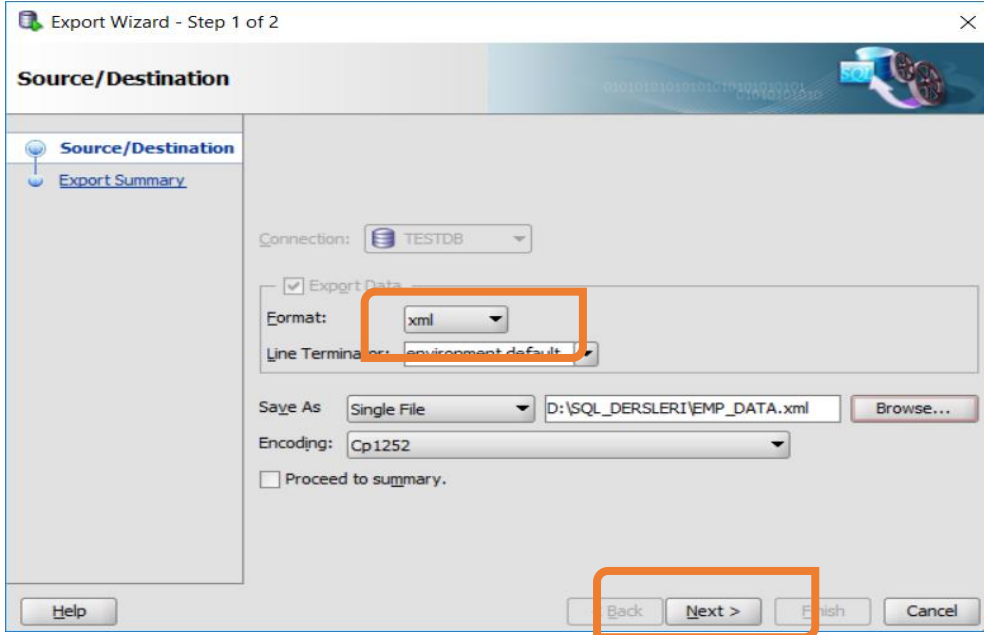 Export Wizard - Step 1 of 2
Source/Destination
SQL
Source/Destination
Export Summary
Connection: TESTDB
Export Data
Format: xml
Line Terminator: environment default
Save As Single File D:\SQL_DERSLERI\EMP_DATA.xml Browse...
Encoding: Cp1252
Proceed to summary.
Help Back Next > Finish Cancel